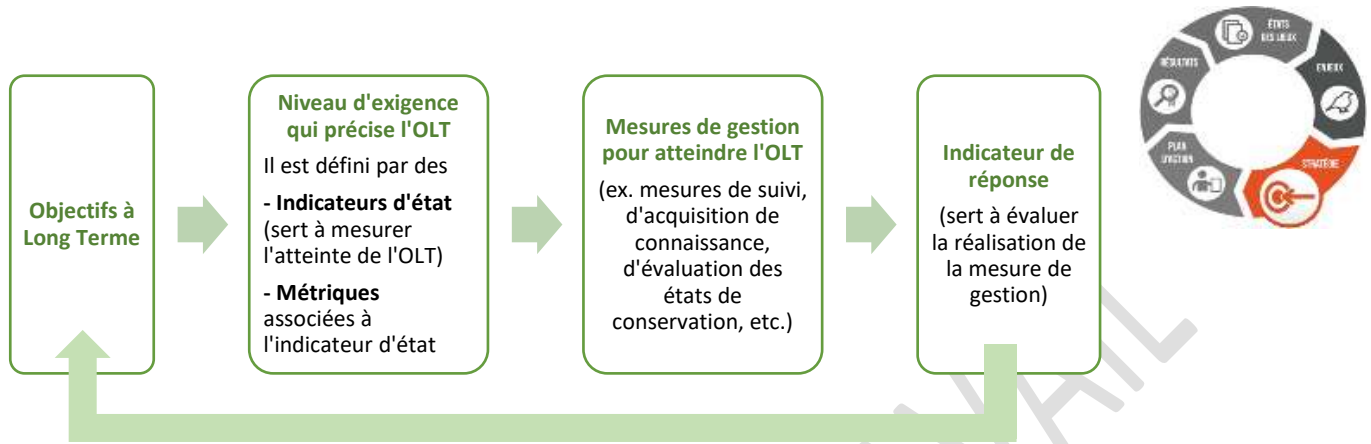 Objectifs à
Long Terme
Niveau d'exigence
qui précise l'OLT
Il est défini par des
- Indicateurs d'état
(sert à mesurer
l'atteinte de l'OLT)
- Métriques
associées à
l'indicateur d'état
Mesures de gestion
pour atteindre l'OLT
(ex. mesures de suivi,
d'acquisition de
connaissance,
d'évaluation des
états de
conservation, etc.)
Indicateur de
réponse
(sert à évaluer
la réalisation de
la mesure de
gestion)
ÉTATS
DES LIEUX
ENJEUX
STRATÉGIE
PLAN
D'ACTION
RÉSULTATS
VAIL